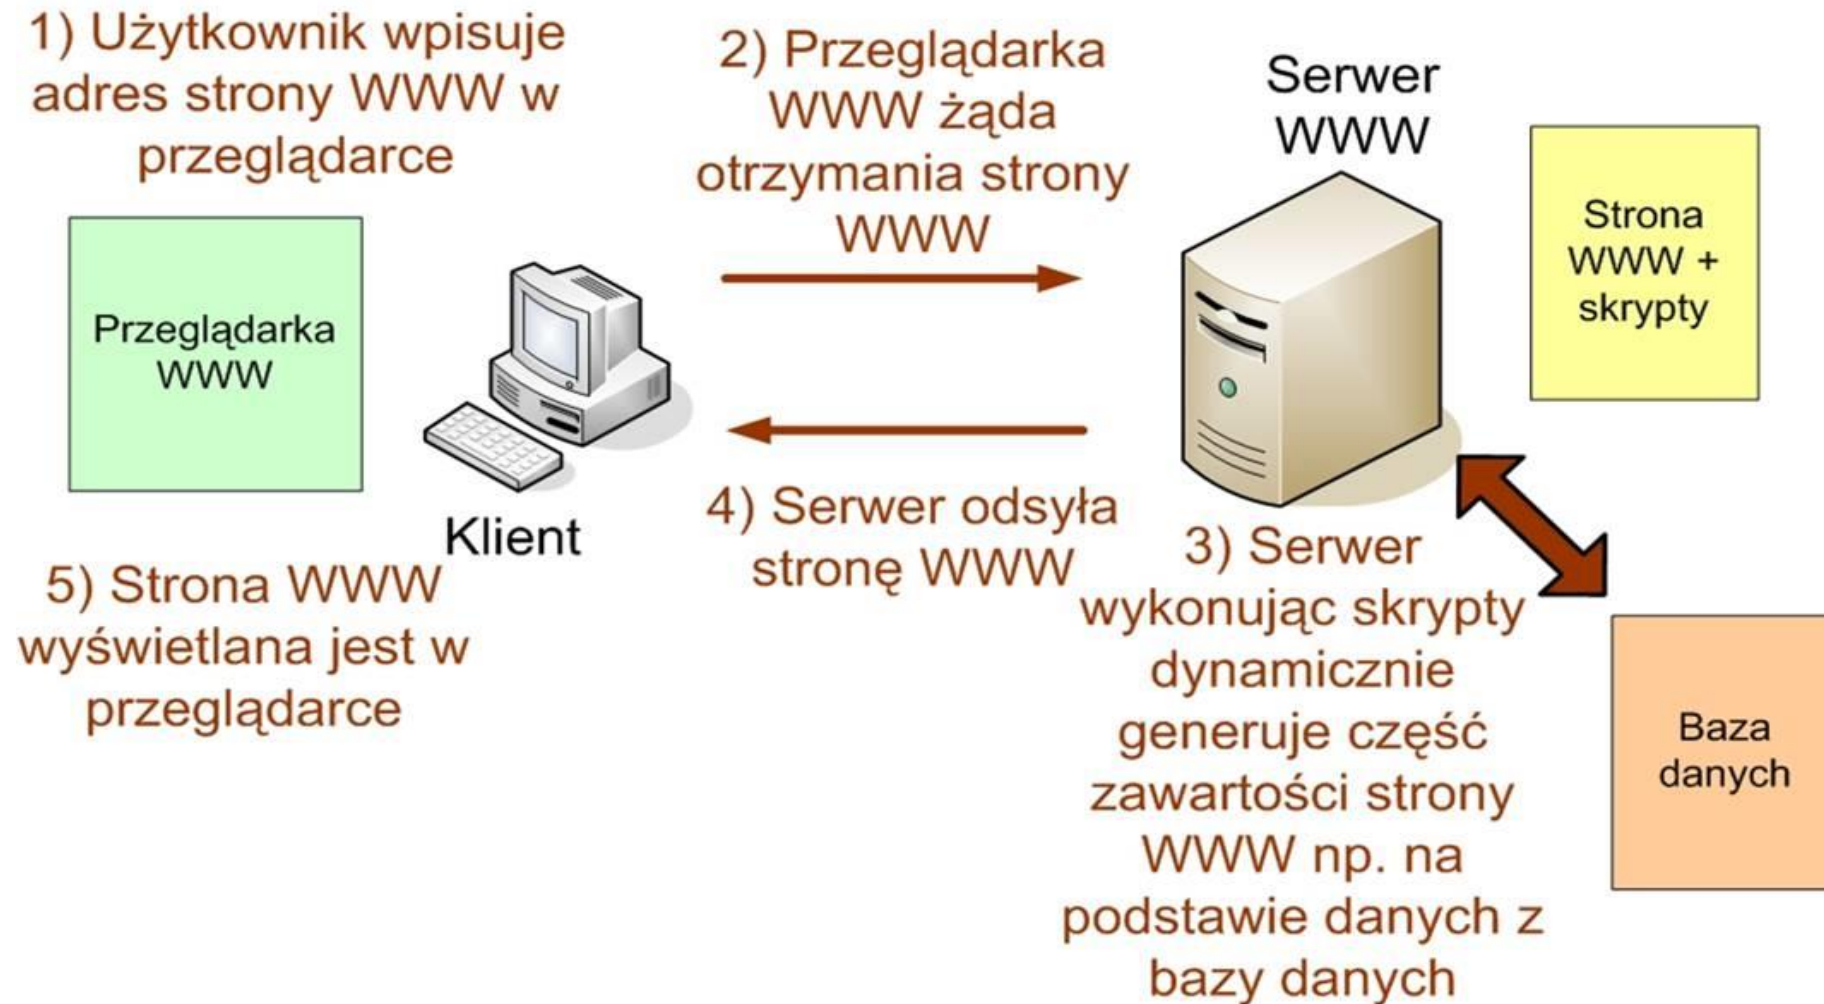 1) Użytkownik wpisuje
adres strony WWW w
przeglądarce
2) Przeglądarka
WWW żąda
otrzymania strony
WWW
Serwer
WWW
Strona
WWW +
skrypty
Przeglądarka
WWW
Klient
4) Serwer odsyła
stronę WWW
3) Serwer
wykonując skrypty
dynamicznie
generuje część
zawartości strony
WWW np. na
podstawie danych z
bazy danych
5) Strona WWW
wyświetlana jest w
przeglądarce
Baza
danych